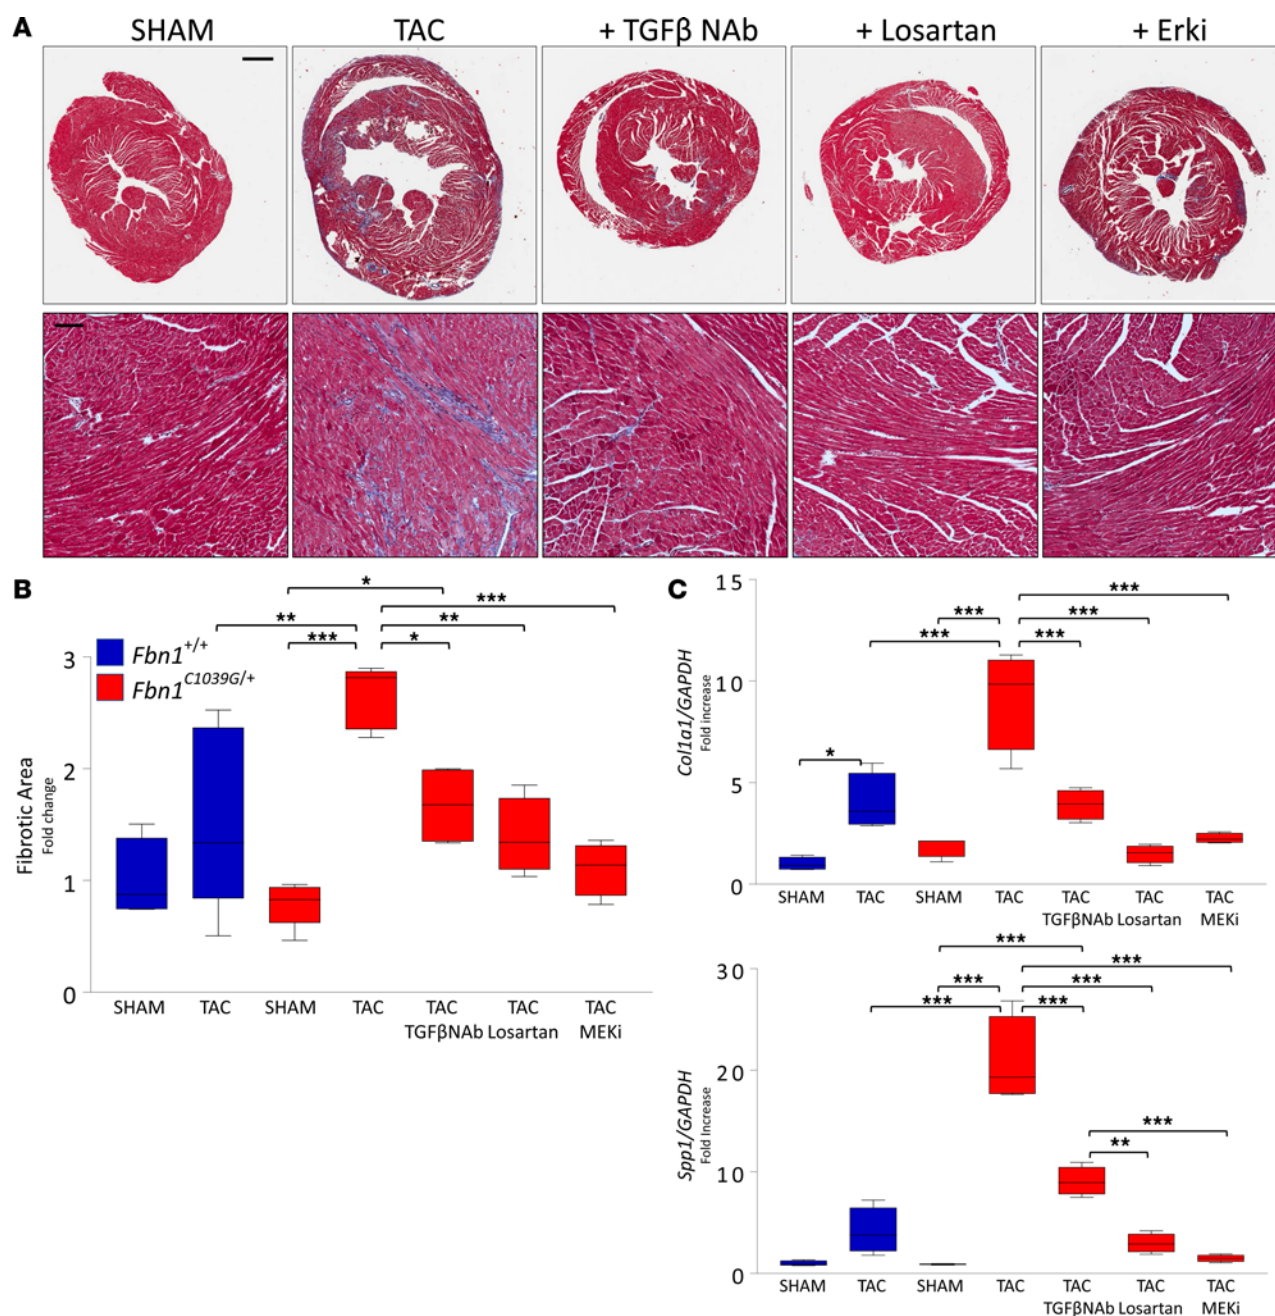 A
SHAM TAC + TGFβ NAb + Losartan + Erki
B
* 
** ***
*** * **
Fbn1+/+
Fbn1C1039G/+
Fibrotic Area
Fold change
3
2
1
0
SHAM TAC SHAM TAC TAC TAC TAC
TGFβNAb Losartan MEKi
C
Col1a1/GAPDH
Fold increase
15
10
5
0
***
*** ***
*** ***
*
SHAM TAC SHAM TAC TAC TAC TAC
TGFβNAb Losartan MEKi
Spp1/GAPDH
Fold Increase
30
20
10
0
***
***
*** ***
*** ***
***
**
SHAM TAC SHAM TAC TAC TAC TAC
TGFβNAb Losartan MEKi